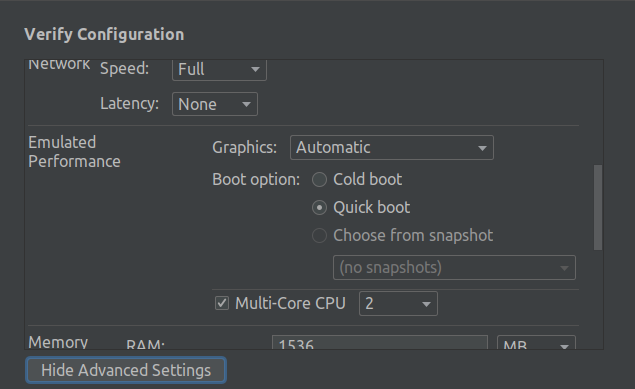 Verify Configuration
Network Speed: Full
Latency: None
Emulated
Performance
Graphics: Automatic
Boot option: Cold boot
Quick boot
Choose from snapshot
(no snapshots)
Multi-Core CPU 2
Memory RAM: 1536 MB
Hide Advanced Settings